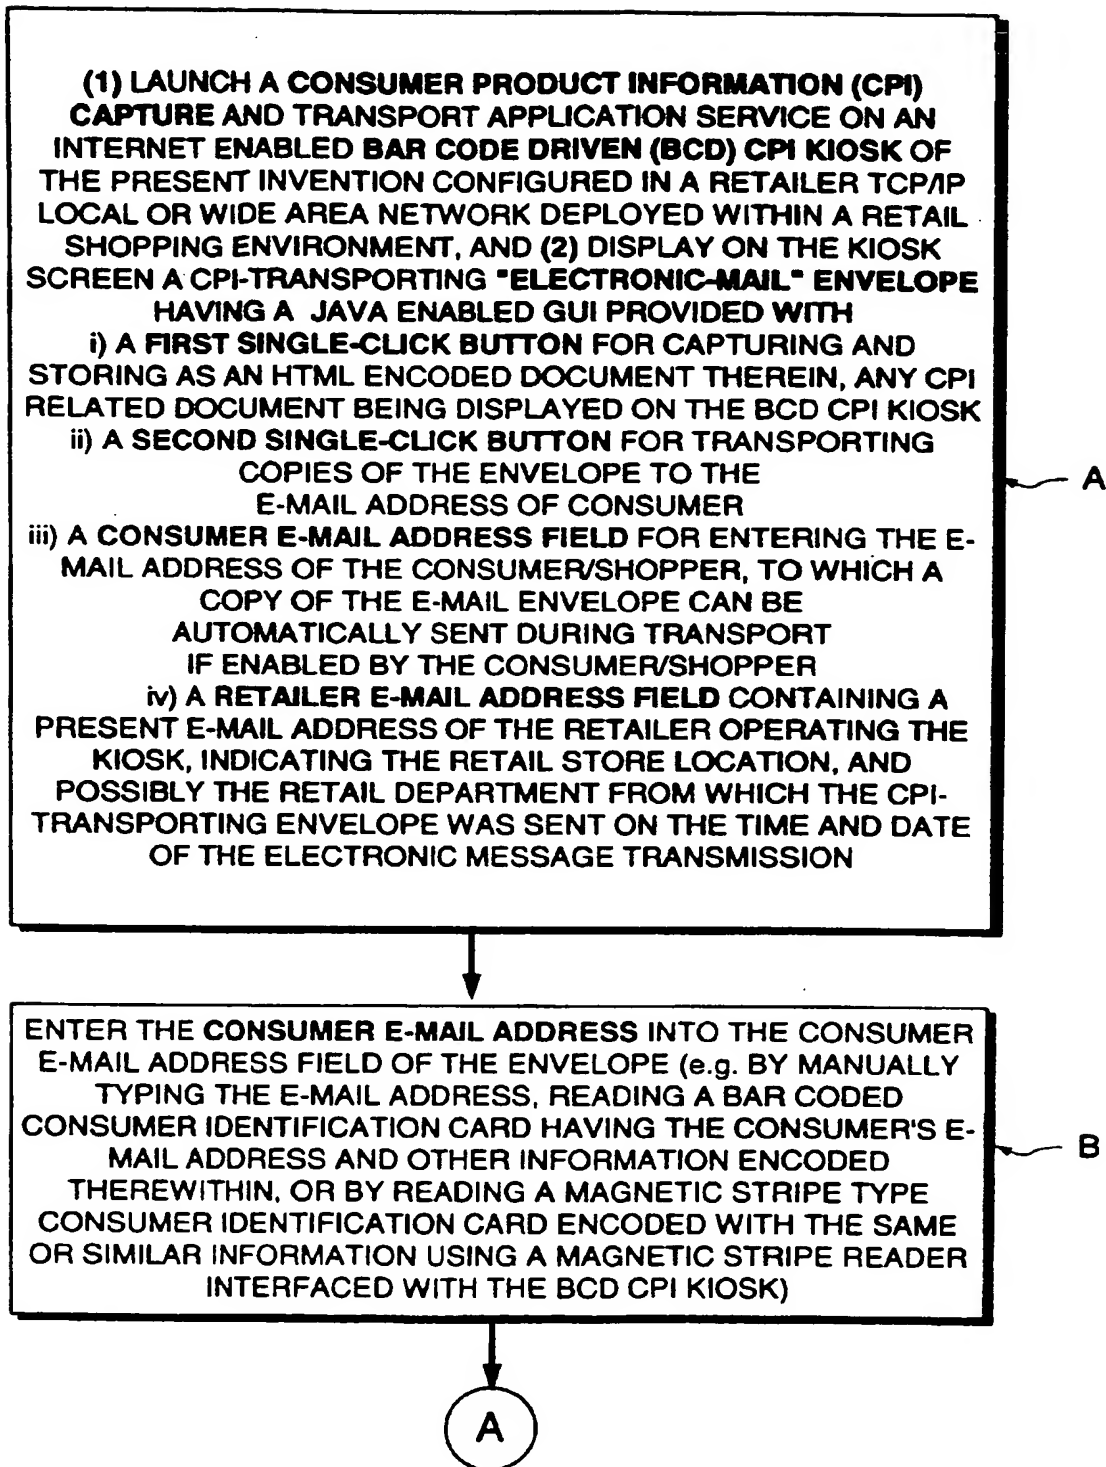 (1) LAUNCH A CONSUMER PRODUCT INFORMATION (CPI)
CAPTURE AND TRANSPORT APPLICATION SERVICE ON AN
INTERNET ENABLED BAR CODE DRIVEN (BCD) CPI KIOSK OF
THE PRESENT INVENTION CONFIGURED IN A RETAILER TCP/IP
LOCAL OR WIDE AREA NETWORK DEPLOYED WITHIN A RETAIL
SHOPPING ENVIRONMENT, AND (2) DISPLAY ON THE KIOSK
SCREEN A CPI-TRANSPORTING "ELECTRONIC-MAIL" ENVELOPE
HAVING A JAVA ENABLED GUI PROVIDED WITH
i) A FIRST SINGLE-CLICK BUTTON FOR CAPTURING AND
STORING AS AN HTML ENCODED DOCUMENT THEREIN, ANY CPI
RELATED DOCUMENT BEING DISPLAYED ON THE BCD CPI KIOSK
ii) A SECOND SINGLE-CLICK BUTTON FOR TRANSPORTING
COPIES OF THE ENVELOPE TO THE
E-MAIL ADDRESS OF CONSUMER
iii) A CONSUMER E-MAIL ADDRESS FIELD FOR ENTERING THE E-
MAIL ADDRESS OF THE CONSUMER/SHOPPER, TO WHICH A
COPY OF THE E-MAIL ENVELOPE CAN BE
AUTOMATICALLY SENT DURING TRANSPORT
IF ENABLED BY THE CONSUMER/SHOPPER
iv) A RETAILER E-MAIL ADDRESS FIELD CONTAINING A
PRESENT E-MAIL ADDRESS OF THE RETAILER OPERATING THE
KIOSK, INDICATING THE RETAIL STORE LOCATION, AND
POSSIBLY THE RETAIL DEPARTMENT FROM WHICH THE CPI-
TRANSPORTING ENVELOPE WAS SENT ON THE TIME AND DATE
OF THE ELECTRONIC MESSAGE TRANSMISSION
A
ENTER THE CONSUMER E-MAIL ADDRESS INTO THE CONSUMER
E-MAIL ADDRESS FIELD OF THE ENVELOPE (e.g. BY MANUALLY
TYPING THE E-MAIL ADDRESS, READING A BAR CODED
CONSUMER IDENTIFICATION CARD HAVING THE CONSUMER'S E-
MAIL ADDRESS AND OTHER INFORMATION ENCODED
THEREWITHIN, OR BY READING A MAGNETIC STRIPE TYPE
CONSUMER IDENTIFICATION CARD ENCODED WITH THE SAME
OR SIMILAR INFORMATION USING A MAGNETIC STRIPE READER
INTERFACED WITH THE BCD CPI KIOSK)
B
A